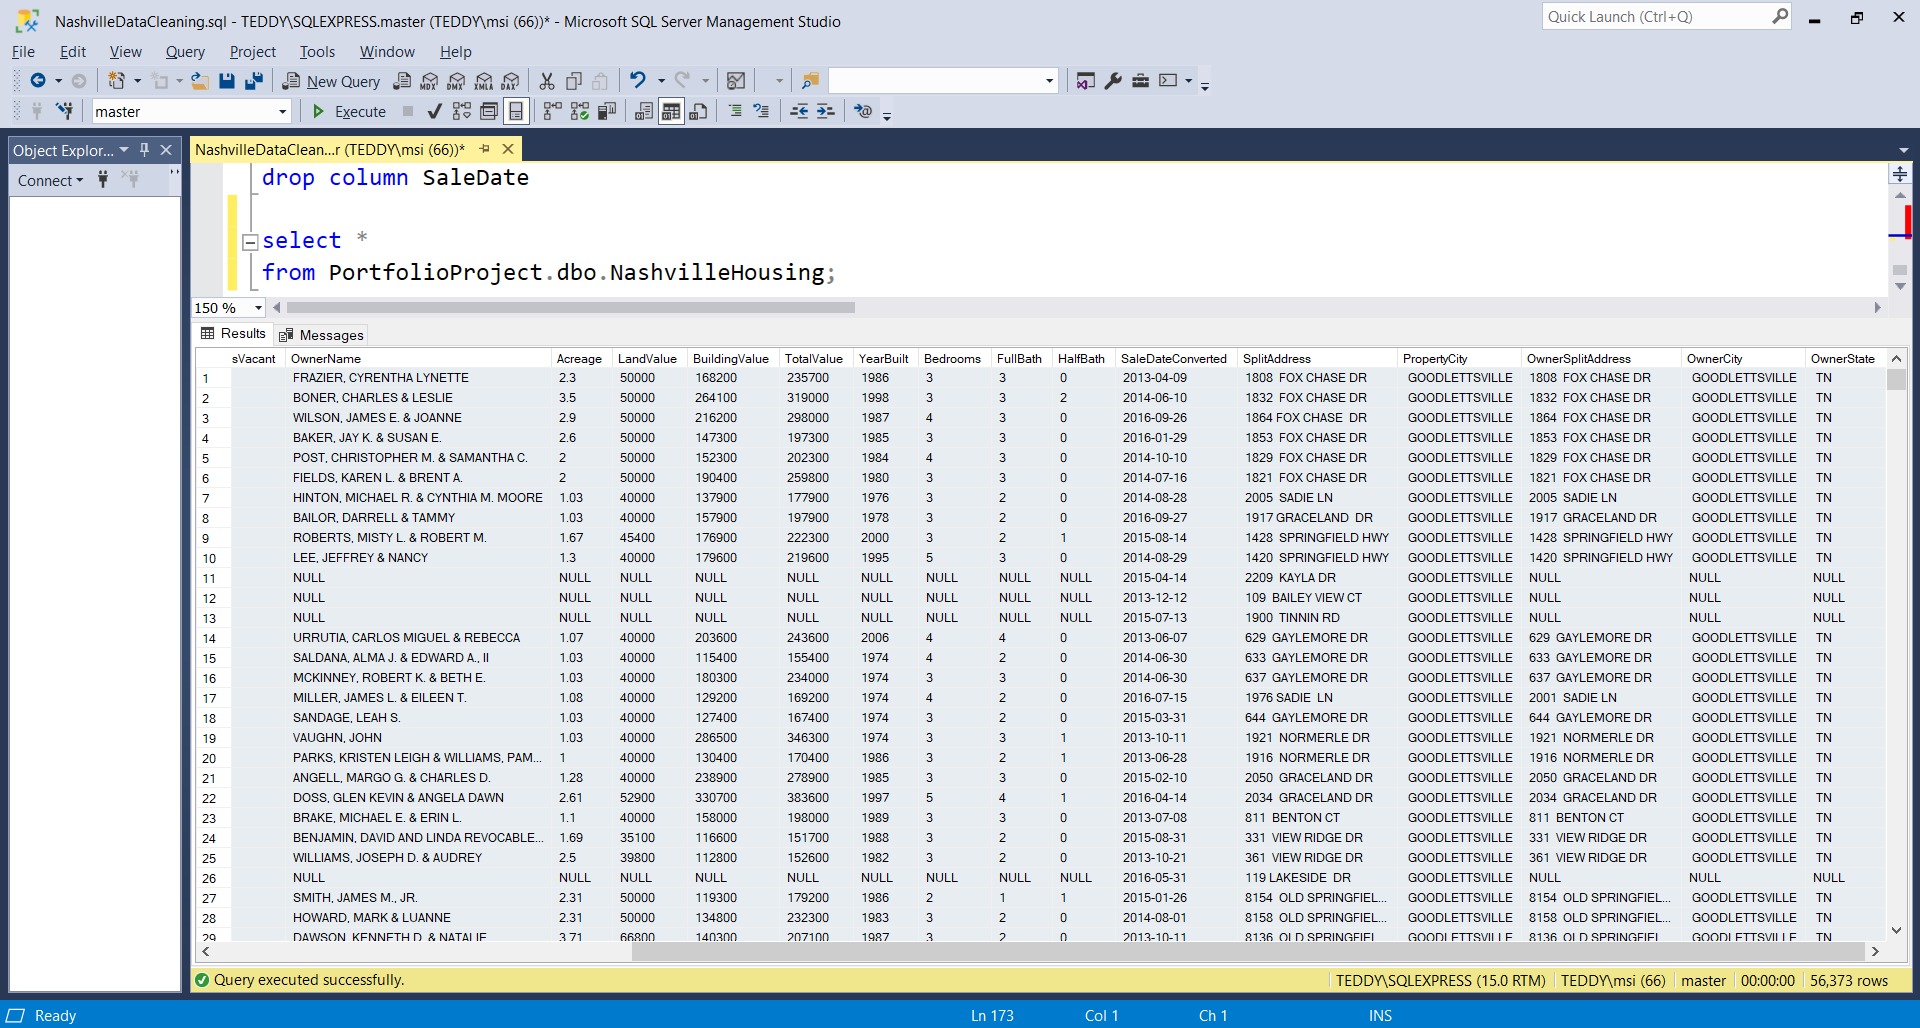 NashvilleDataCleaning.sql - TEDDY\SQLEXPRESS.master (TEDDY\msi (66))* - Microsoft SQL Server Management Studio
Quick Launch (Ctrl+Q)
File Edit View Query Project Tools Window Help
New Query MDX DMX XMLA DAX
master Execute
Object Explor... NashvilleDataClean...r (TEDDY\msi (66))*
Connect
drop column SaleDate
select *
from PortfolioProject.dbo.NashvilleHousing;
150 %
Results Messages
sVacant OwnerName Acreage LandValue BuildingValue TotalValue YearBuilt Bedrooms FullBath HalfBath SaleDateConverted SplitAddress PropertyCity OwnerSplitAddress OwnerCity OwnerState
1 FRAZIER, CYRENTHA LYNETTE 2.3 50000 168200 235700 1986 3 3 0 2013-04-09 1808 FOX CHASE DR GOODLETTSVILLE 1808 FOX CHASE DR GOODLETTSVILLE TN
2 BONER, CHARLES & LESLIE 3.5 50000 264100 319000 1998 3 3 2 2014-06-10 1832 FOX CHASE DR GOODLETTSVILLE 1832 FOX CHASE DR GOODLETTSVILLE TN
3 WILSON, JAMES E. & JOANNE 2.9 50000 216200 298000 1987 4 3 0 2016-09-26 1864 FOX CHASE DR GOODLETTSVILLE 1864 FOX CHASE DR GOODLETTSVILLE TN
4 BAKER, JAY K. & SUSAN E. 2.6 50000 147300 197300 1985 3 3 0 2016-01-29 1853 FOX CHASE DR GOODLETTSVILLE 1853 FOX CHASE DR GOODLETTSVILLE TN
5 POST, CHRISTOPHER M. & SAMANTHA C. 2 50000 152300 202300 1984 4 3 0 2014-10-10 1829 FOX CHASE DR GOODLETTSVILLE 1829 FOX CHASE DR GOODLETTSVILLE TN
6 FIELDS, KAREN L. & BRENT A. 2 50000 190400 259800 1980 3 3 0 2014-07-16 1821 FOX CHASE DR GOODLETTSVILLE 1821 FOX CHASE DR GOODLETTSVILLE TN
7 HINTON, MICHAEL R. & CYNTHIA M. MOORE 1.03 40000 137900 177900 1976 3 2 0 2014-08-28 2005 SADIE LN GOODLETTSVILLE 2005 SADIE LN GOODLETTSVILLE TN
8 BAILOR, DARRELL & TAMMY 1.03 40000 157900 197900 1978 3 2 0 2016-09-27 1917 GRACELAND DR GOODLETTSVILLE 1917 GRACELAND DR GOODLETTSVILLE TN
9 ROBERTS, MISTY L. & ROBERT M. 1.67 45400 176900 222300 2000 3 2 1 2015-08-14 1428 SPRINGFIELD HWY GOODLETTSVILLE 1428 SPRINGFIELD HWY GOODLETTSVILLE TN
10 LEE, JEFFREY & NANCY 1.3 40000 179600 219600 1995 5 3 0 2014-08-29 1420 SPRINGFIELD HWY GOODLETTSVILLE 1420 SPRINGFIELD HWY GOODLETTSVILLE TN
11 NULL NULL NULL NULL NULL NULL NULL NULL NULL 2015-04-14 2209 KAYLA DR GOODLETTSVILLE NULL NULL NULL
12 NULL NULL NULL NULL NULL NULL NULL NULL NULL 2013-12-12 109 BAILEY VIEW CT GOODLETTSVILLE NULL NULL NULL
13 NULL NULL NULL NULL NULL NULL NULL NULL NULL 2015-07-13 1900 TINNIN RD GOODLETTSVILLE NULL NULL NULL
14 URRUTIA, CARLOS MIGUEL & REBECCA 1.07 40000 203600 243600 2006 4 4 0 2013-06-07 629 GAYLEMORE DR GOODLETTSVILLE 629 GAYLEMORE DR GOODLETTSVILLE TN
15 SALDANA, ALMA J. & EDWARD A., II 1.03 40000 115400 155400 1974 4 2 0 2014-06-30 633 GAYLEMORE DR GOODLETTSVILLE 633 GAYLEMORE DR GOODLETTSVILLE TN
16 MCKINNEY, ROBERT K. & BETH E. 1.03 40000 180300 234000 1974 3 3 0 2014-06-30 637 GAYLEMORE DR GOODLETTSVILLE 637 GAYLEMORE DR GOODLETTSVILLE TN
17 MILLER, JAMES L. & EILEEN T. 1.08 40000 129200 169200 1974 4 2 0 2016-07-15 1976 SADIE LN GOODLETTSVILLE 2001 SADIE LN GOODLETTSVILLE TN
18 SANDAGE, LEAH S. 1.03 40000 127400 167400 1974 3 2 0 2015-03-31 644 GAYLEMORE DR GOODLETTSVILLE 644 GAYLEMORE DR GOODLETTSVILLE TN
19 VAUGHN, JOHN 1.03 40000 286500 346300 1974 3 3 1 2013-10-11 1921 NORMERLE DR GOODLETTSVILLE 1921 NORMERLE DR GOODLETTSVILLE TN
20 PARKS, KRISTEN LEIGH & WILLIAMS, PAM... 1 40000 130400 170400 1986 3 2 1 2013-06-28 1916 NORMERLE DR GOODLETTSVILLE 1916 NORMERLE DR GOODLETTSVILLE TN
21 ANGELL, MARGO G. & CHARLES D. 1.28 40000 238900 278900 1985 3 3 0 2015-02-10 2050 GRACELAND DR GOODLETTSVILLE 2050 GRACELAND DR GOODLETTSVILLE TN
22 DOSS, GLEN KEVIN & ANGELA DAWN 2.61 52900 330700 383600 1997 5 4 1 2016-04-14 2034 GRACELAND DR GOODLETTSVILLE 2034 GRACELAND DR GOODLETTSVILLE TN
23 BRAKE, MICHAEL E. & ERIN L. 1.1 40000 158000 198000 1989 3 3 0 2013-07-08 811 BENTON CT GOODLETTSVILLE 811 BENTON CT GOODLETTSVILLE TN
24 BENJAMIN, DAVID AND LINDA REVOCABLE... 1.69 35100 116600 151700 1988 3 2 0 2015-08-31 331 VIEW RIDGE DR GOODLETTSVILLE 331 VIEW RIDGE DR GOODLETTSVILLE TN
25 WILLIAMS, JOSEPH D. & AUDREY 2.5 39800 112800 152600 1982 3 2 0 2013-10-21 361 VIEW RIDGE DR GOODLETTSVILLE 361 VIEW RIDGE DR GOODLETTSVILLE TN
26 NULL NULL NULL NULL NULL NULL NULL NULL NULL 2016-05-31 119 LAKESIDE DR GOODLETTSVILLE NULL NULL NULL
27 SMITH, JAMES M., JR. 2.31 50000 119300 179200 1986 2 1 1 2015-01-26 8154 OLD SPRINGFIEL... GOODLETTSVILLE 8154 OLD SPRINGFIEL... GOODLETTSVILLE TN
28 HOWARD, MARK & LUANNE 2.31 50000 134800 232300 1983 3 2 0 2014-08-01 8158 OLD SPRINGFIEL... GOODLETTSVILLE 8158 OLD SPRINGFIEL... GOODLETTSVILLE TN
29 DAWSON, KENNETH D. & NATALIE 3.71 66800 140300 207100 1987 3 2 0 2013-10-11 8136 OLD SPRINGFIEL GOODLETTSVILLE 8136 OLD SPRINGFIEL GOODLETTSVILLE TN
Query executed successfully. TEDDY\SQLEXPRESS (15.0 RTM) TEDDY\msi (66) master 00:00:00 56,373 rows
Ready Ln 173 Col 1 Ch 1 INS